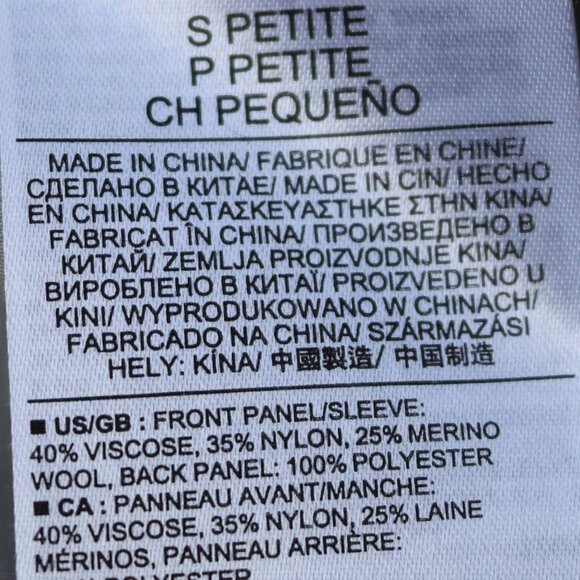 S PETITE
P PETITE
CH PEQUEÑO
MADE IN CHINA/ FABRIQUE EN CHINE/
СДЕЛАНО В КИТАЕ/ MADE IN CIN/ HECHO
EN CHINA/ ΚΑΤΑΣΚΕΥΑΣΤΗΚΕ ΣΤΗΝ ΚΙΝΑ/
FABRICAT ÎN CHINA/ ПРОИЗВЕДЕНО В
КИТАЙ/ ZEMLJA PROIZVODNJE KINA/
ВИРОБЛЕНО В КИТАЇ/ PROIZVEDENO U
KINI/ WYPRODUKOWANO W CHINACH/
FABRICADO NA CHINA/ SZÁRMAZÁSI
HELY: KÍNA/ 中國製造/ 中国制造
■ US/GB : FRONT PANEL/SLEEVE:
40% VISCOSE, 35% NYLON, 25% MERINO
WOOL, BACK PANEL: 100% POLYESTER
■ CA : PANNEAU AVANT/MANCHE:
40% VISCOSE, 35% NYLON, 25% LAINE
MÉRINOS, PANNEAU ARRIÈRE:
POLYESTER